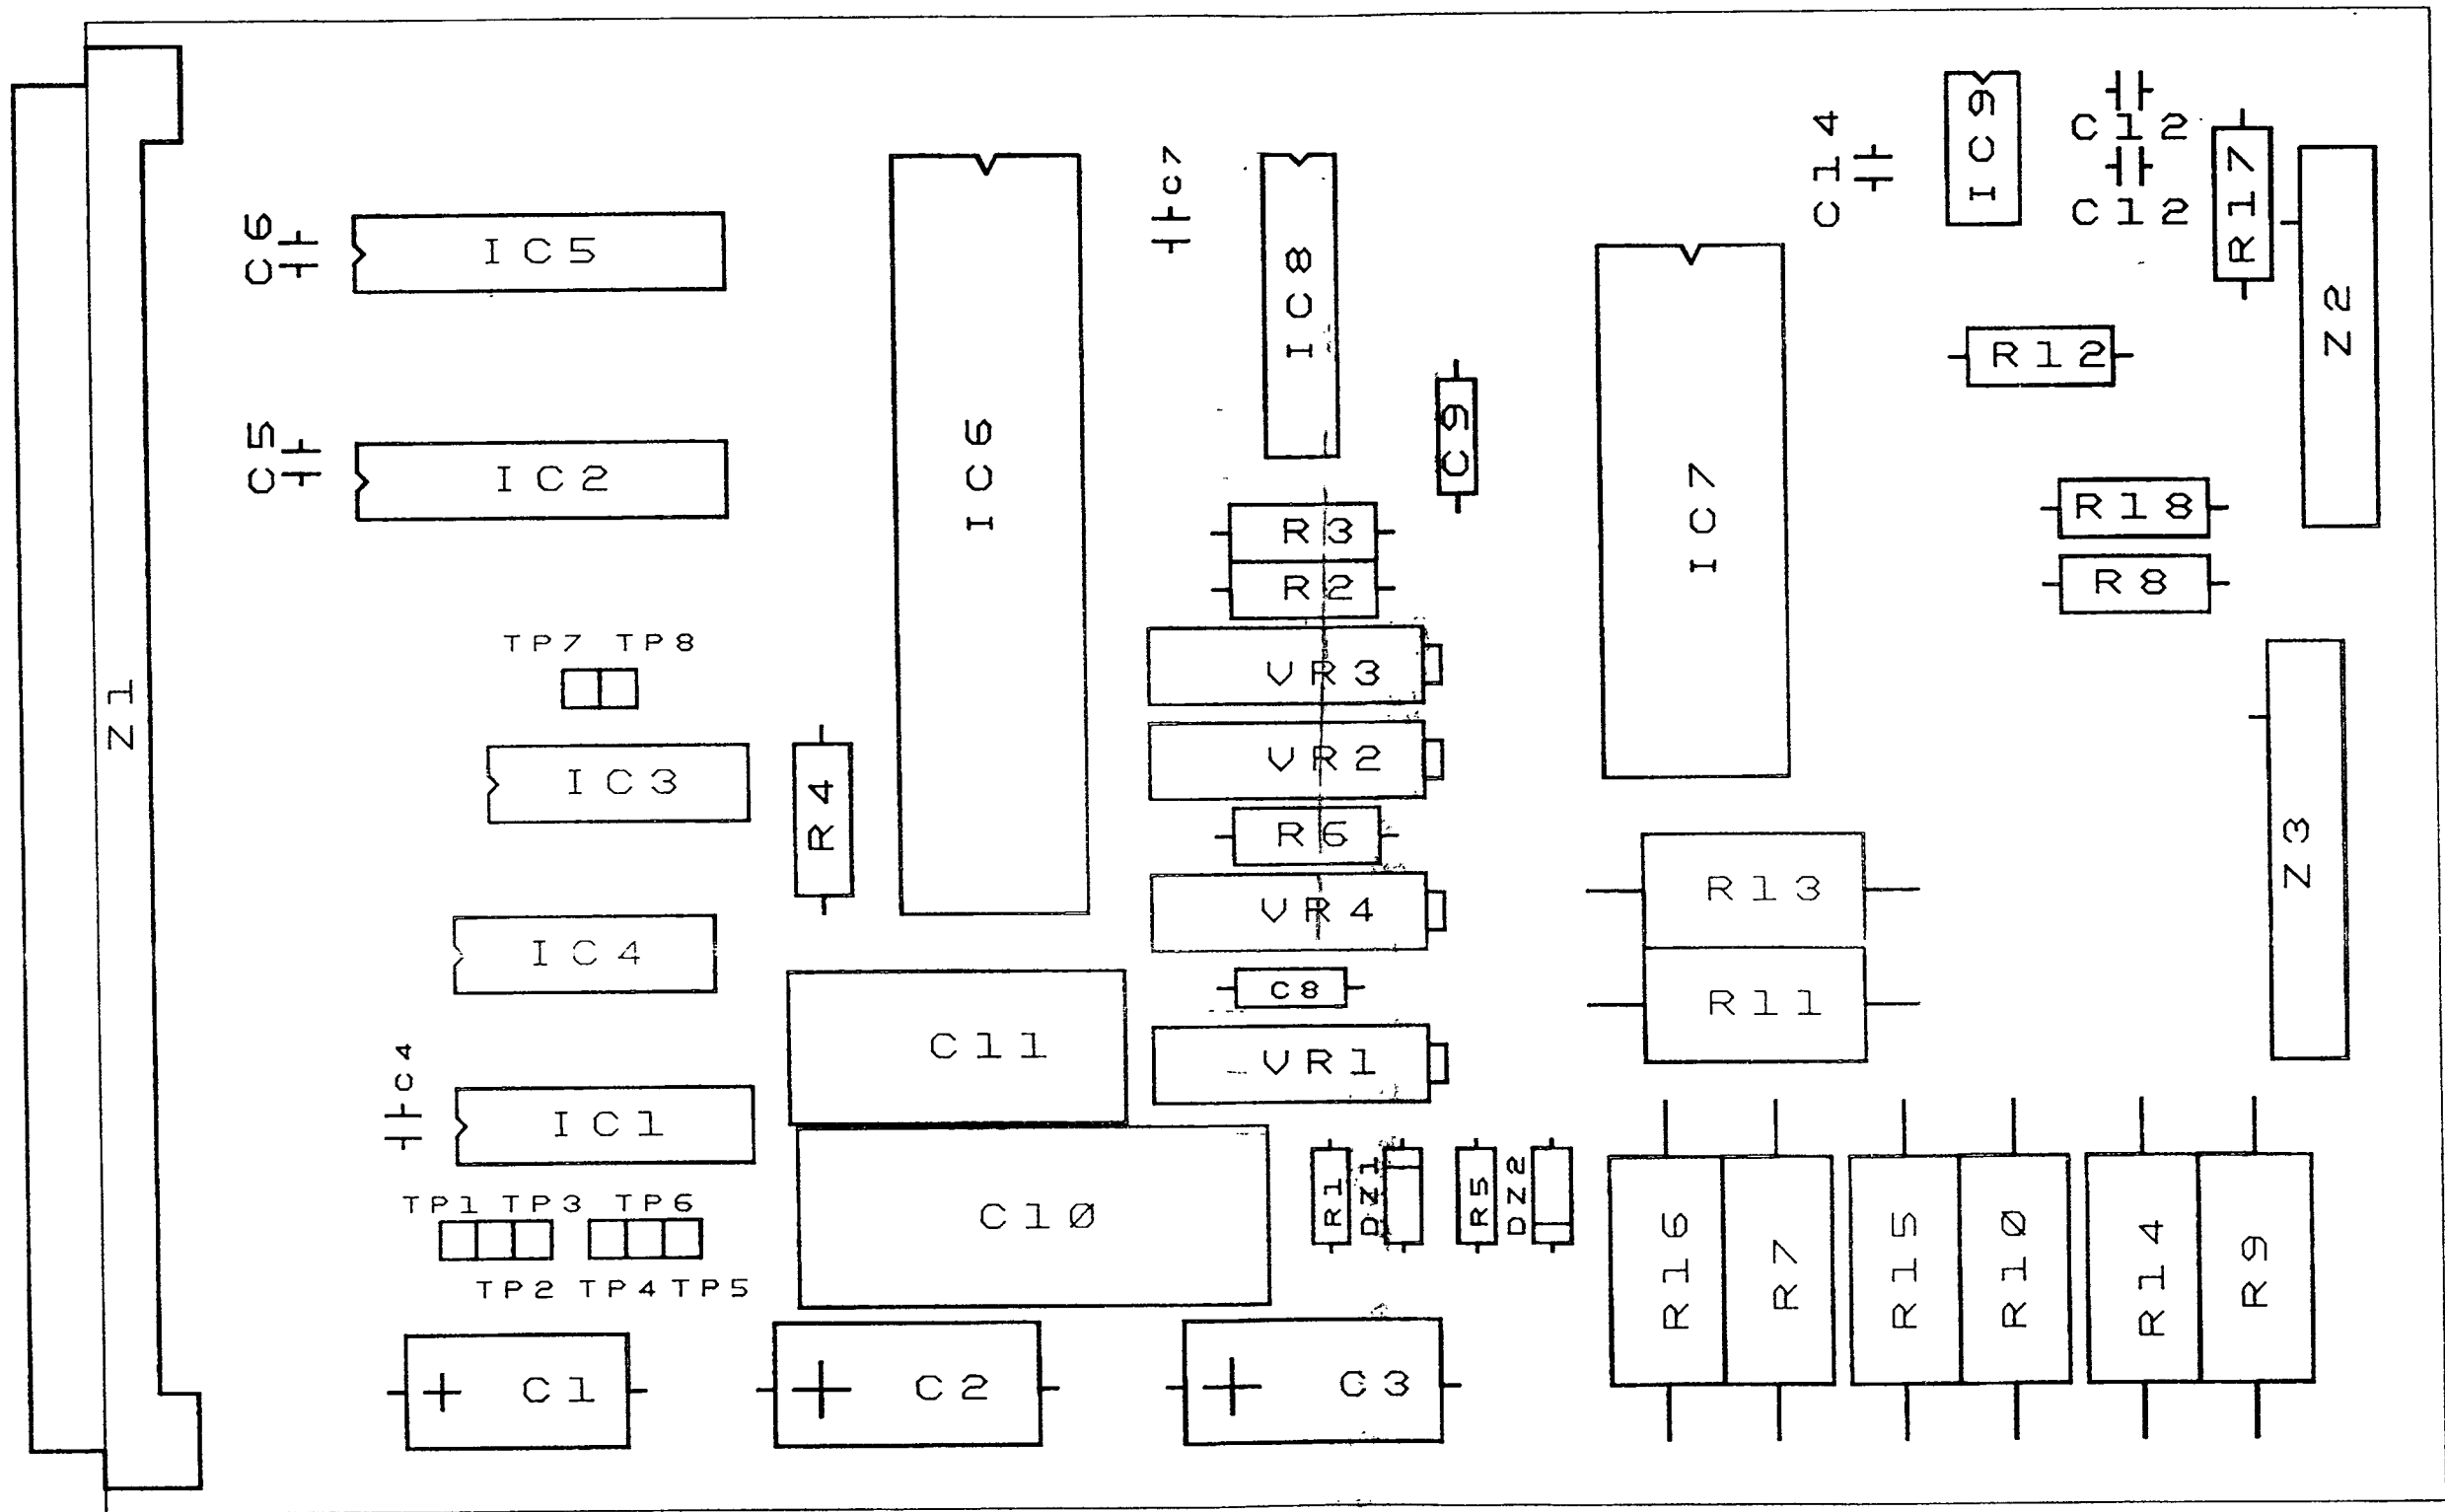 C14
IC9
C12
C12
R17
C7
IC8
C6
IC5
Z2
R12
C5
IC2
IC6
C9
IC7
R18
R3
R2
R8
TP7 TP8
VR3
Z1
VR2
IC3
R4
R6
Z3
R13
VR4
IC4
C8
R11
C11
VR1
C4
IC1
R1
DZ1
R5
DZ2
TP1 TP3 TP6
C10
R16
R7
R15
R10
R14
R9
TP2 TP4 TP5
C1
C2
C3
+
+
+